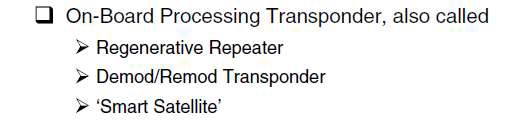 ❑ On-Board Processing Transponder, also called
➢ Regenerative Repeater
➢ Demod/Remod Transponder
➢ ‘Smart Satellite’